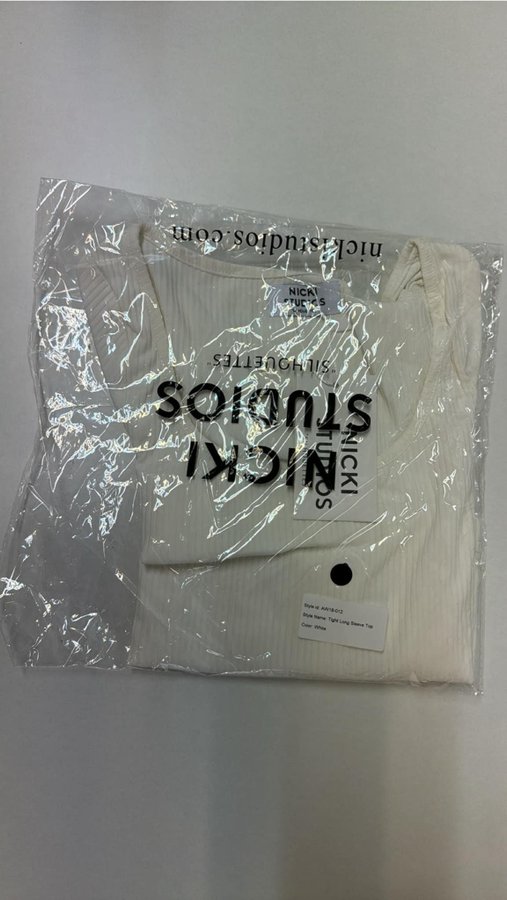 nickistudios.com
NICKI
STUDIOS
"SILHOUETTES"
NICKI
STUDIOS
NICKI
STUDIOS
Style id: AW18-012
Style Name: Tight Long Sleeve Top
Color: White